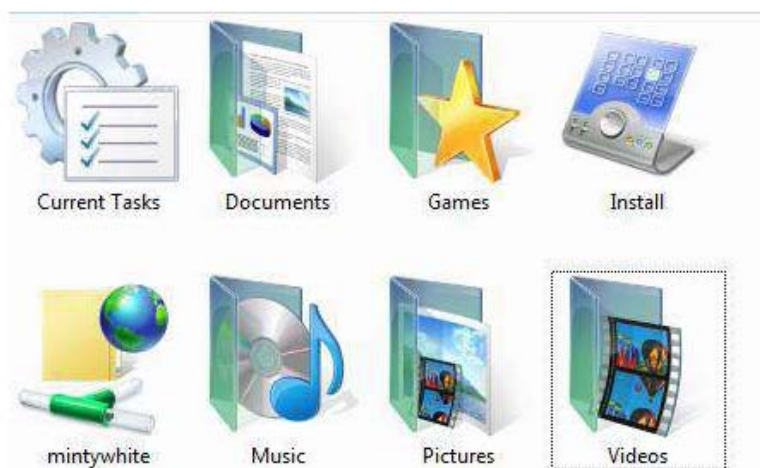 Current Tasks
Documents
Games
Install
mintywhite
Music
Pictures
Videos